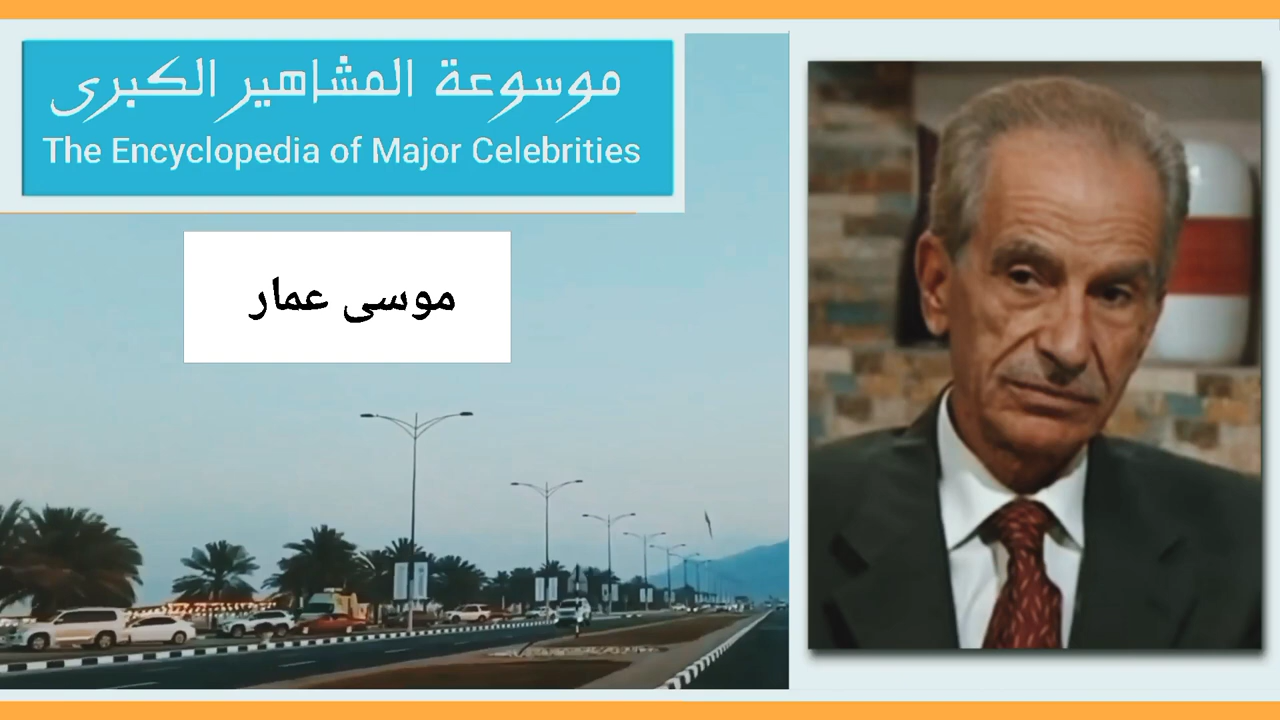 موسوعة المشاهير الكبرى
The Encyclopedia of Major Celebrities
موسى عمار